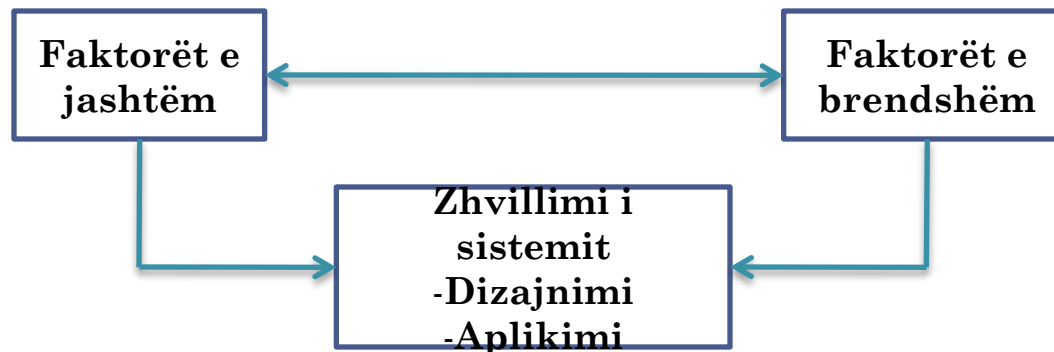 Faktorët e
jashtëm
Faktorët e
brendshëm
Zhvillimi i
sistemit
-Dizajnimi
-Aplikimi